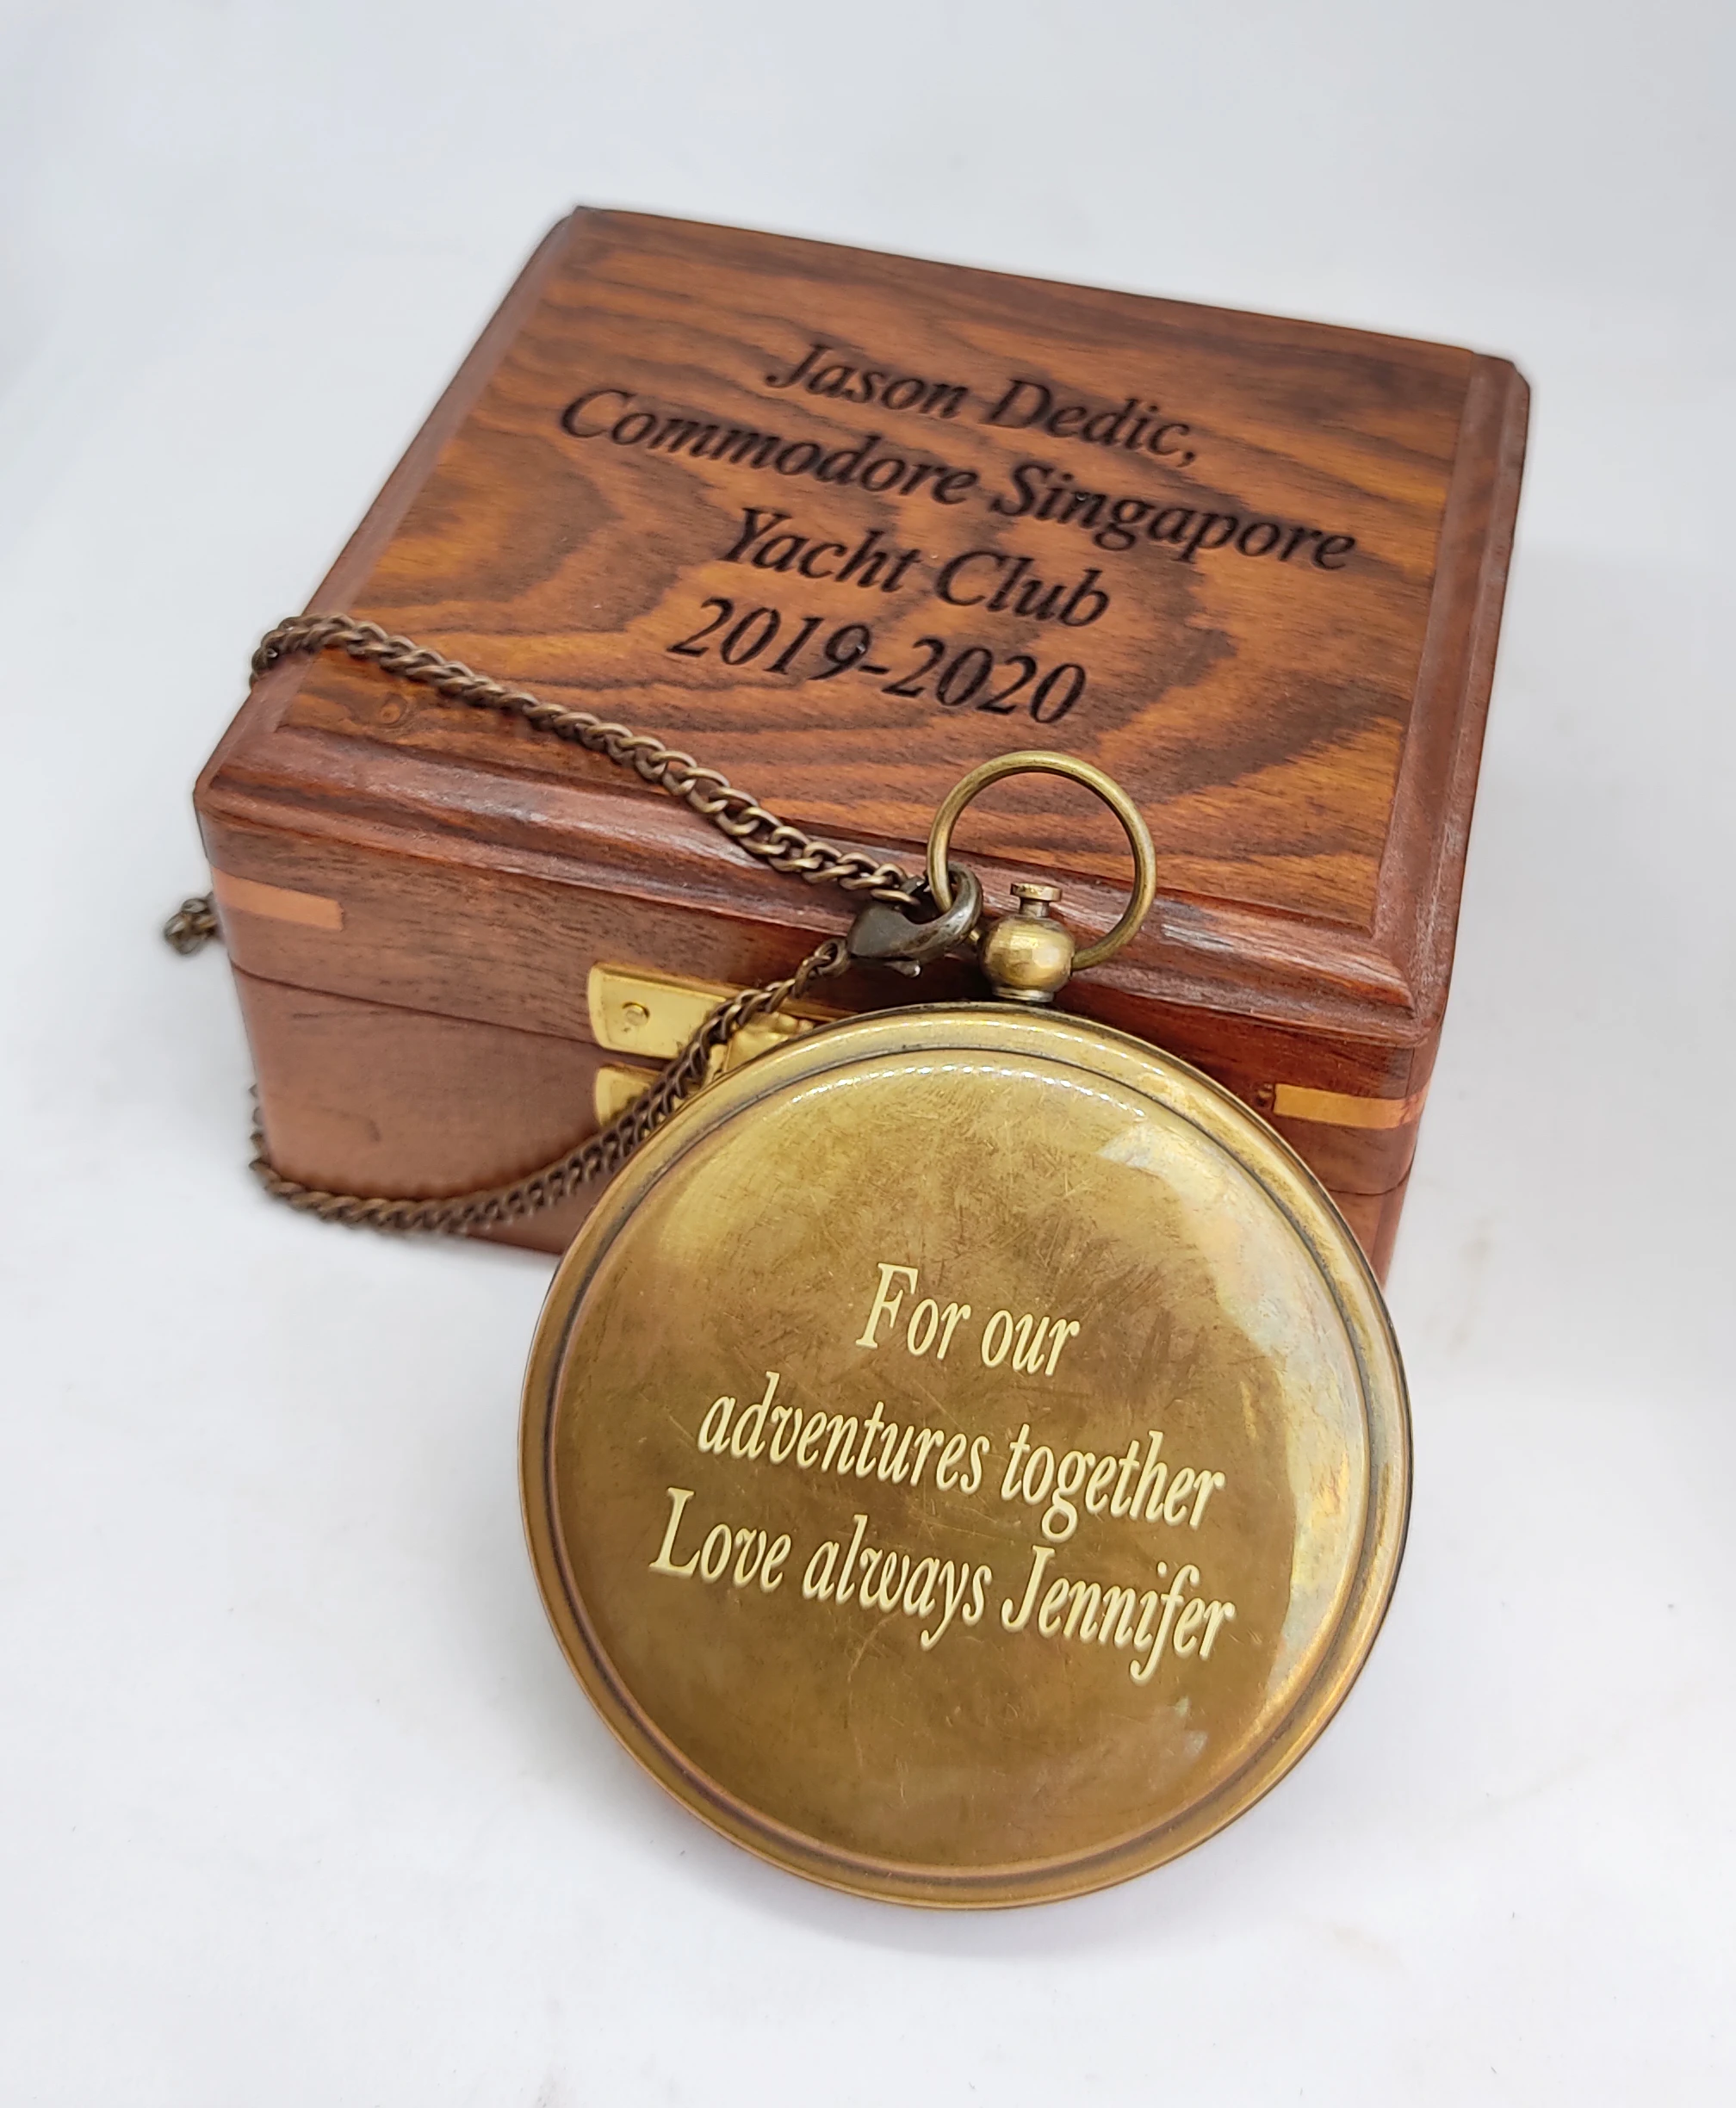 Jason Dedic,
Commodore Singapore
Yacht Club
2019-2020
For our
adventures together
Love always Jennifer